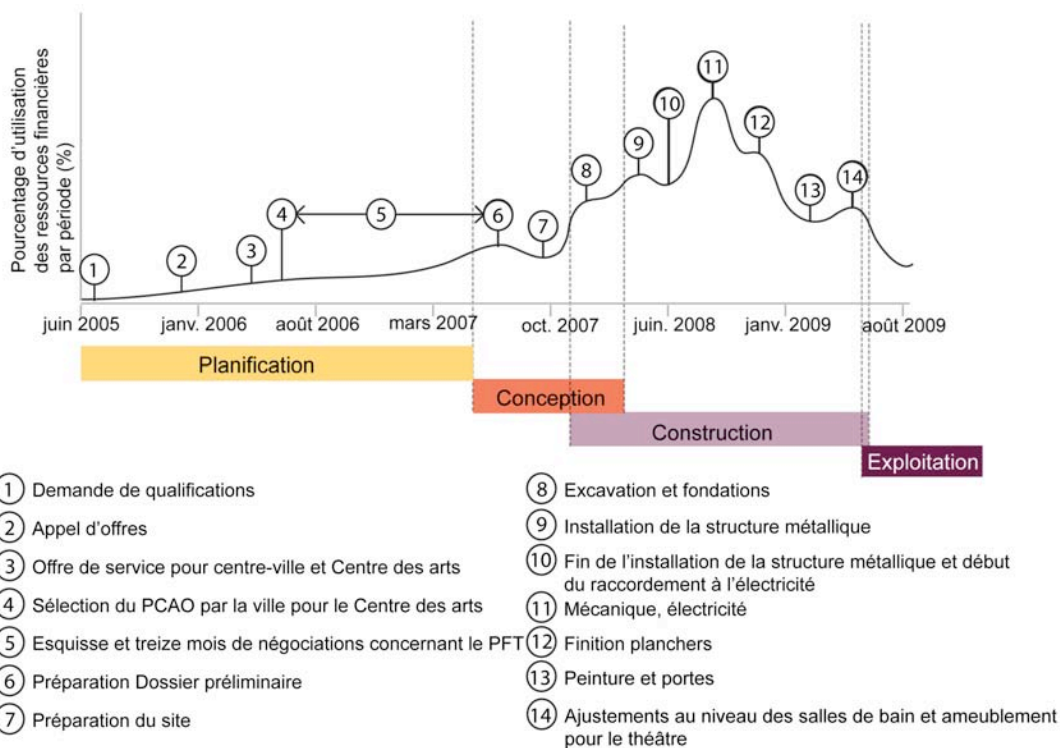 Pourcentage d'utilisation
des ressources financières
par période (%)
1
2
3
4
5
6
7
8
9
10
11
12
13
14
juin 2005
janv. 2006
août 2006
mars 2007
oct. 2007
juin. 2008
janv. 2009
août 2009
Planification
Conception
Construction
Exploitation
1 Demande de qualifications
2 Appel d'offres
3 Offre de service pour centre-ville et Centre des arts
4 Sélection du PCAO par la ville pour le Centre des arts
5 Esquisse et treize mois de négociations concernant le PFT
6 Préparation Dossier préliminaire
7 Préparation du site
8 Excavation et fondations
9 Installation de la structure métallique
10 Fin de l'installation de la structure métallique et début
du raccordement à l'électricité
11 Mécanique, électricité
12 Finition planchers
13 Peinture et portes
14 Ajustements au niveau des salles de bain et ameublement
pour le théâtre